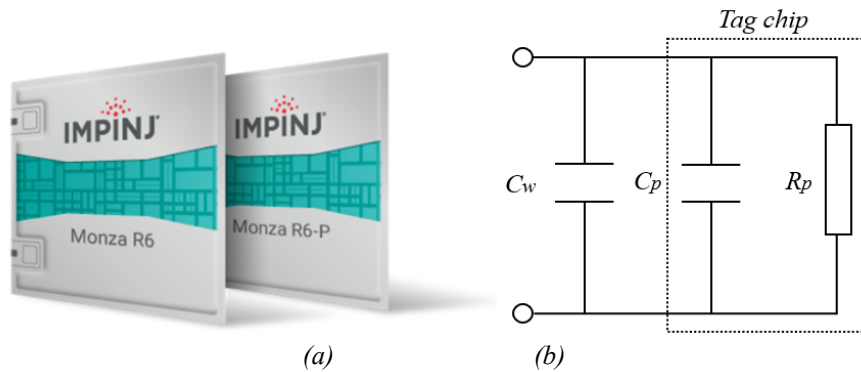 IMPINJ
Monza R6
IMPINJ
Monza R6-P
(a)
Tag chip
Cw
Cp
Rp
(b)